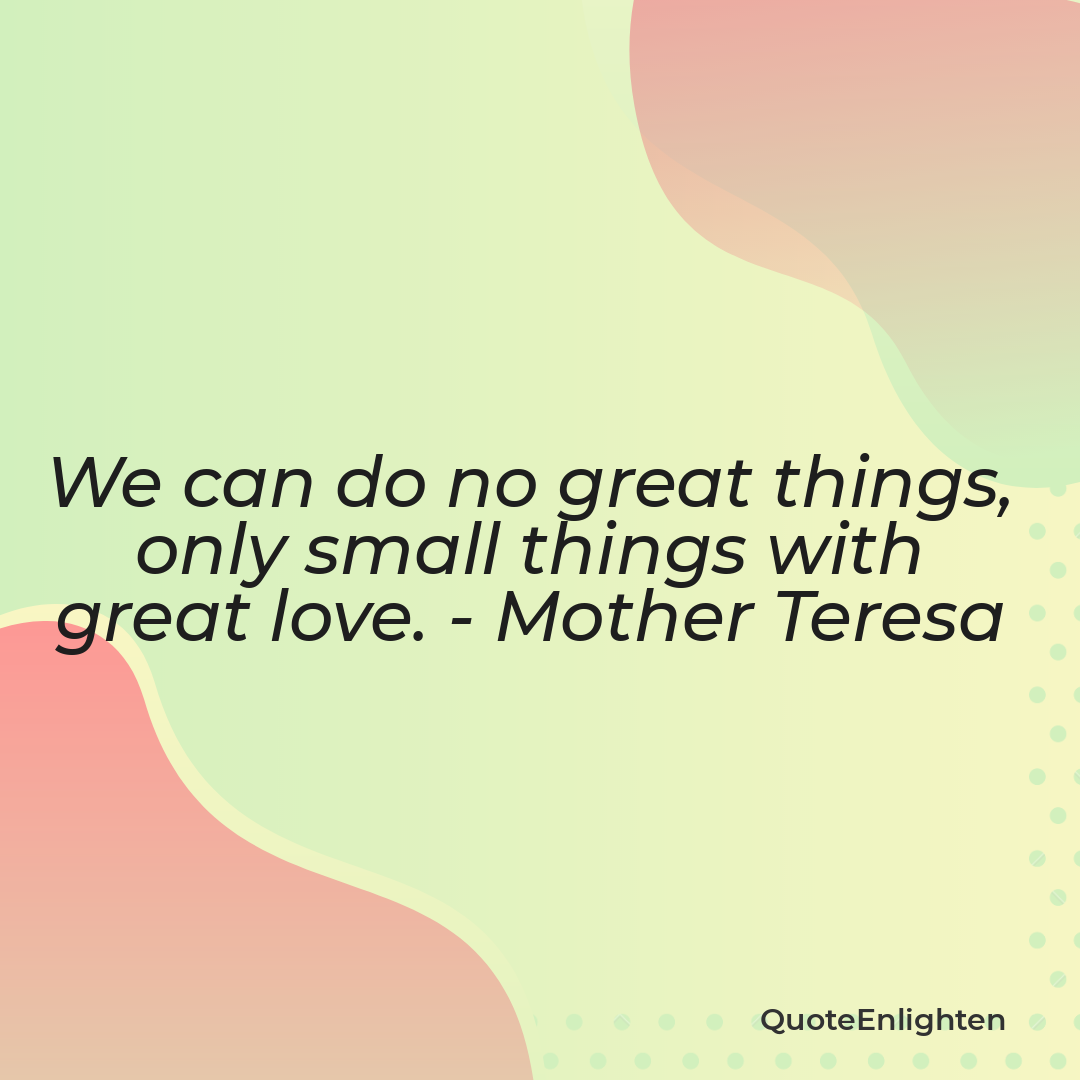 We can do no great things,
only small things with
great love. - Mother Teresa
QuoteEnlighten